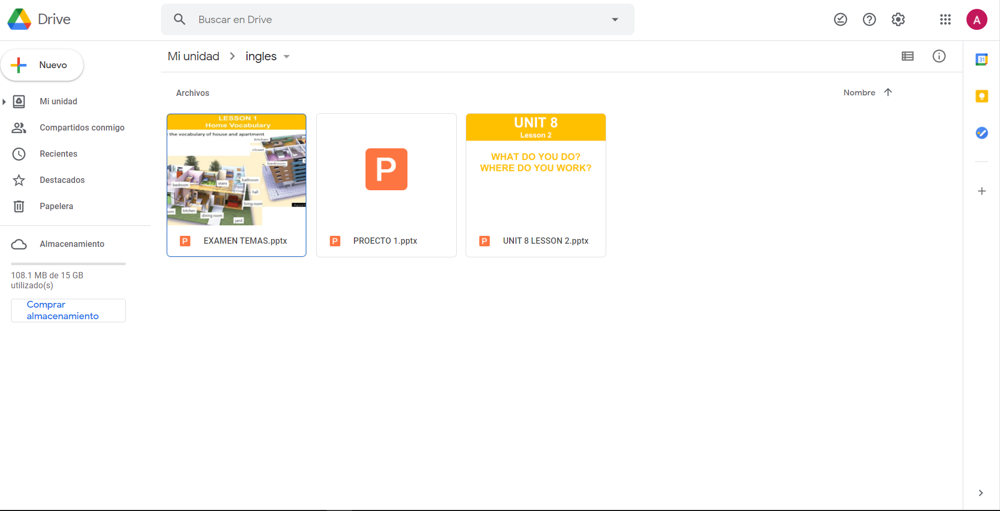 Drive
Buscar en Drive
A
Nuevo
Mi unidad
Compartidos conmigo
Recientes
Destacados
Papelera
Almacenamiento
108.1 MB de 15 GB
utilizado(s)
Comprar
almacenamiento
Mi unidad
ingles
Archivos
Nombre
LESSON 1
Home Vocabulary
the vocabulary of house and apartment
kitchen
closet
bedroom
bedroom
stairs
bathroom
hall
living room
kitchen
dining room
yard
P
EXAMEN TEMAS.pptx
P
P
PROECTO 1.pptx
UNIT 8
Lesson 2
WHAT DO YOU DO?
WHERE DO YOU WORK?
P
UNIT 8 LESSON 2.pptx
31